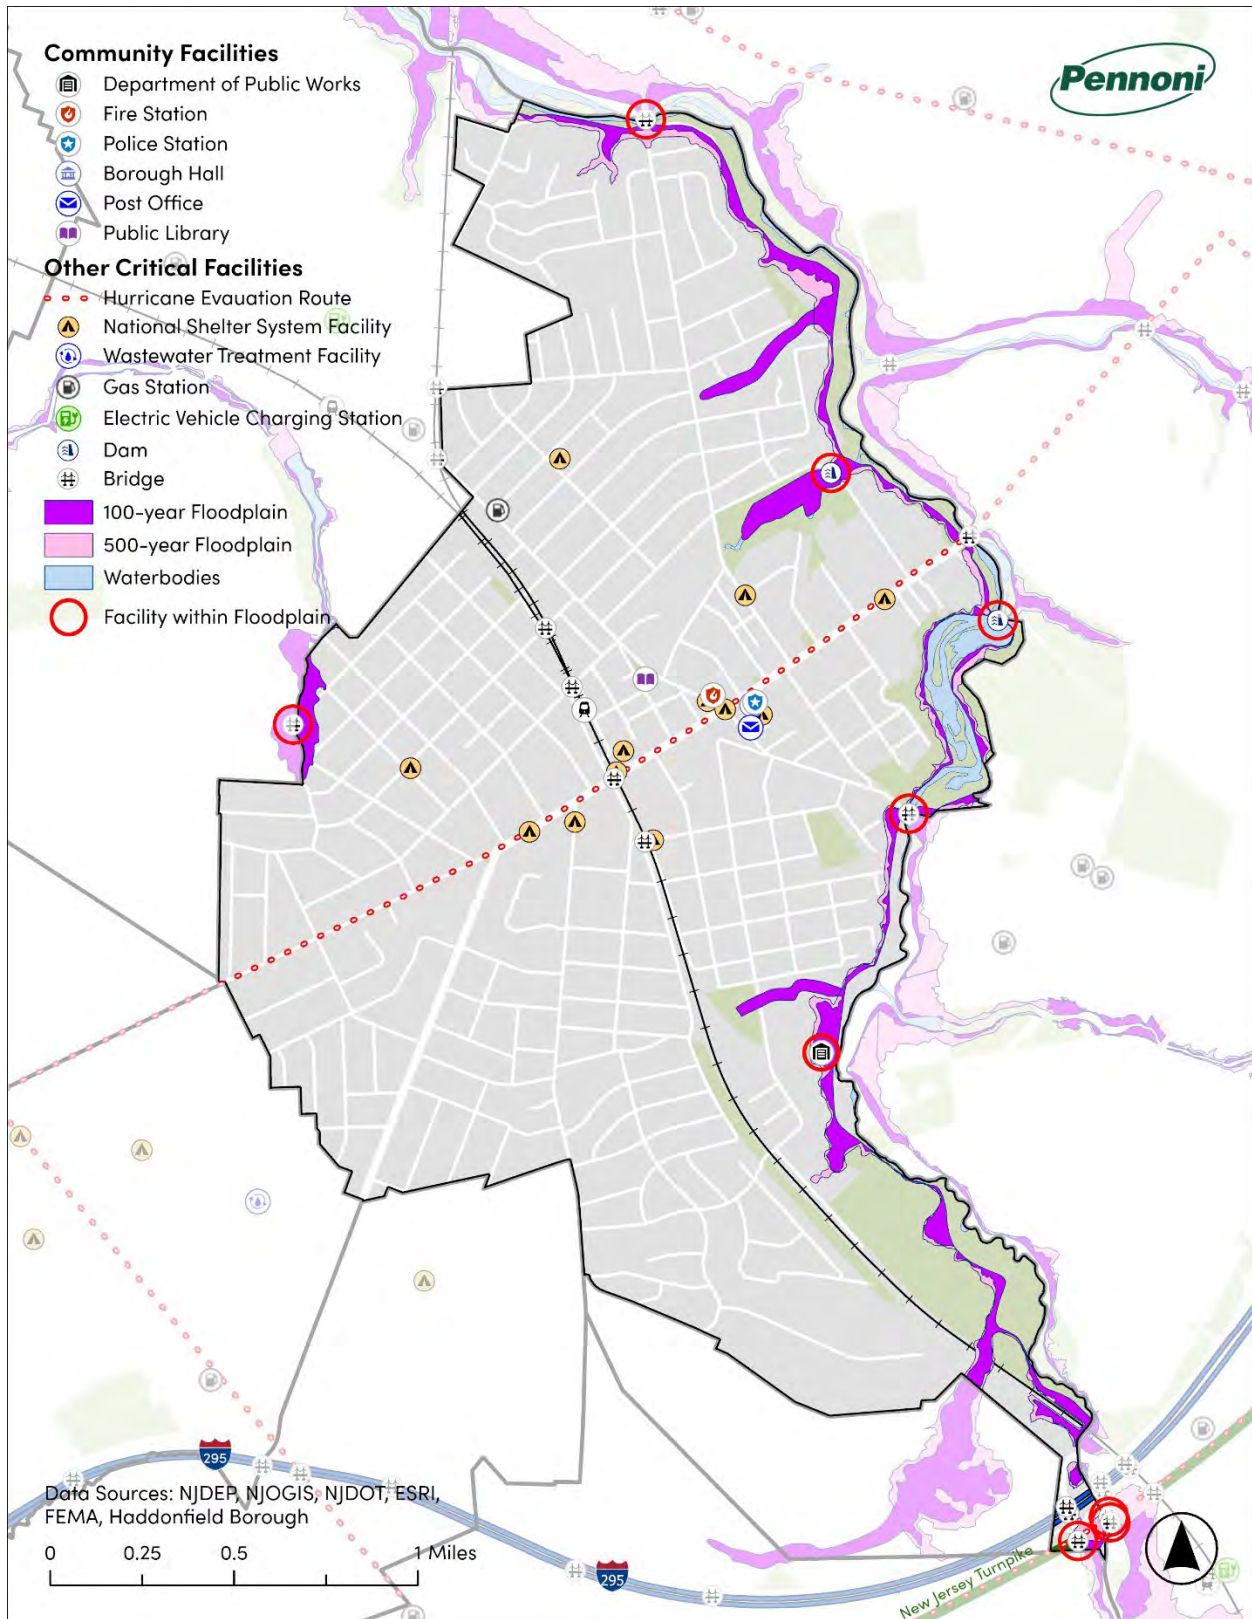 Community Facilities
Department of Public Works
Fire Station
Police Station
Borough Hall
Post Office
Public Library
Other Critical Facilities
Hurricane Evauation Route
National Shelter System Facility
Wastewater Treatment Facility
Gas Station
Electric Vehicle Charging Station
Dam
Bridge
100-year Floodplain
500-year Floodplain
Waterbodies
Facility within Floodplain
Pennoni
295
Data Sources: NJDEP, NJOGIS, NJDOT, ESRI,
FEMA, Haddonfield Borough
0 0.25 0.5 1 Miles
295
New Jersey Turnpike